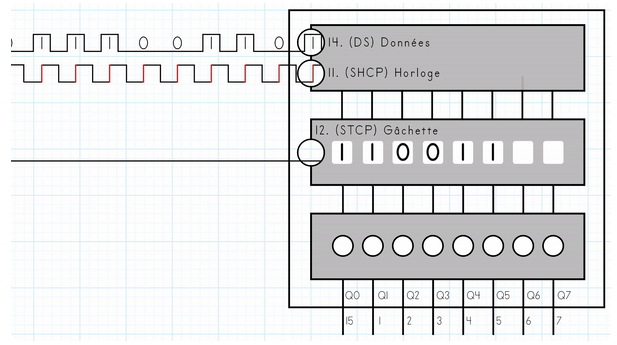 0 1 1 1 0 0 1 1 0 1
14. (DS) Données
11. (SHCP) Horloge
12. (STCP) Gâchette
1 1 0 0 1 1
Q0 Q1 Q2 Q3 Q4 Q5 Q6 Q7
15 1 2 3 4 5 6 7